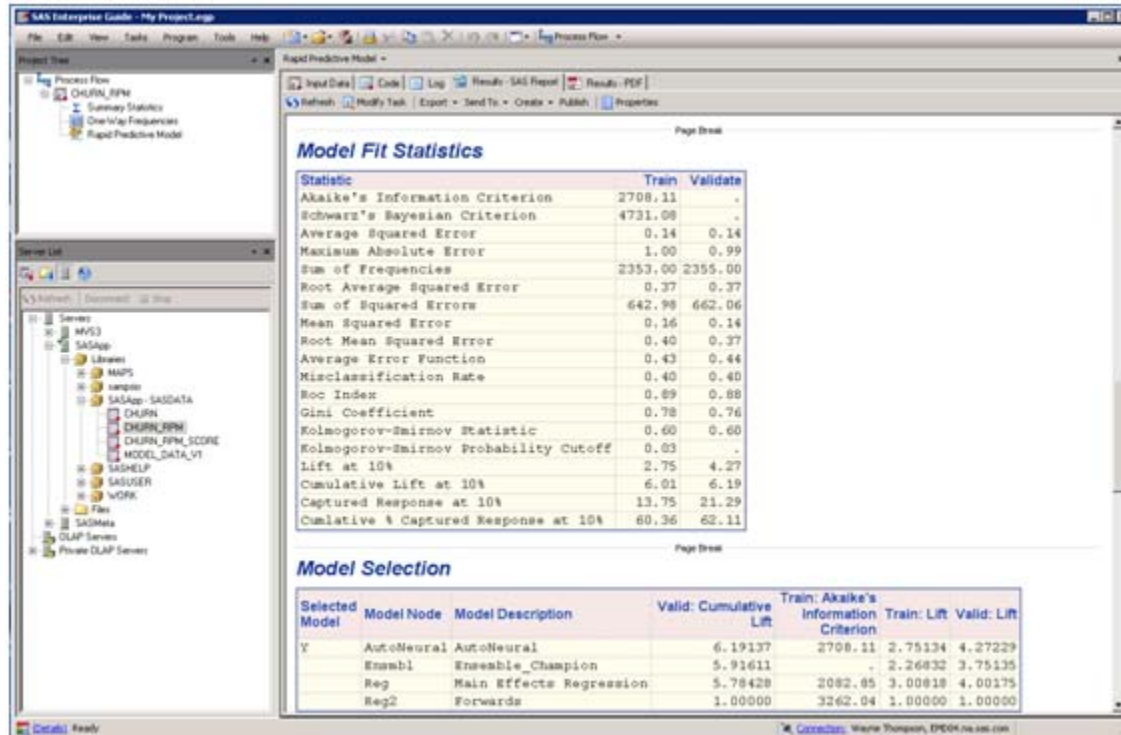 SAS Enterprise Guide - My Project.egp
File Edit View Tasks Program Tools Help Process Flow
Project Tree
Process Flow
CHURN_RPM
Summary Statistics
One-Way Frequencies
Rapid Predictive Model
Server List
Refresh Disconnect Stop
Servers
MVS3
SASApp
Libraries
MAPS
SASApp - SASDATA
CHURN
CHURN_RPM
CHURN_RPM_SCORE
MODEL_DATA_V1
SASHELP
SASUSER
WORK
Files
SASMeta
OLAP Servers
Private OLAP Servers
Rapid Predictive Model
Input Data Code Log Results - SAS Report Results - PDF
Refresh Modify Task Export Send To Create Publish Properties
Page Break
Model Fit Statistics
Statistic Train Validate
Akaike's Information Criterion 2708.11 .
Schwarz's Bayesian Criterion 4731.08 .
Average Squared Error 0.14 0.14
Maximum Absolute Error 1.00 0.99
Sum of Frequencies 2353.00 2355.00
Root Average Squared Error 0.37 0.37
Sum of Squared Errors 642.98 662.06
Mean Squared Error 0.16 0.14
Root Mean Squared Error 0.40 0.37
Average Error Function 0.43 0.44
Misclassification Rate 0.40 0.40
Roc Index 0.89 0.88
Gini Coefficient 0.78 0.76
Kolmogorov-Smirnov Statistic 0.60 0.60
Kolmogorov-Smirnov Probability Cutoff 0.03 .
Lift at 10% 2.75 4.27
Cumulative Lift at 10% 6.01 6.19
Captured Response at 10% 13.75 21.29
Cumlative % Captured Response at 10% 60.36 62.11
Page Break
Model Selection
Selected Model Model Node Model Description Valid: Cumulative Lift Train: Akaike's Information Criterion Train: Lift Valid: Lift
Y AutoNeural AutoNeural 6.19137 2708.11 2.75134 4.27229
Ensmbl Ensemble_Champion 5.91611 . 2.26832 3.75135
Reg Main Effects Regression 5.78428 2082.85 3.00818 4.00175
Reg2 Forwards 1.00000 3262.04 1.00000 1.00000
Details Ready
Connection: Wayne Thompson,